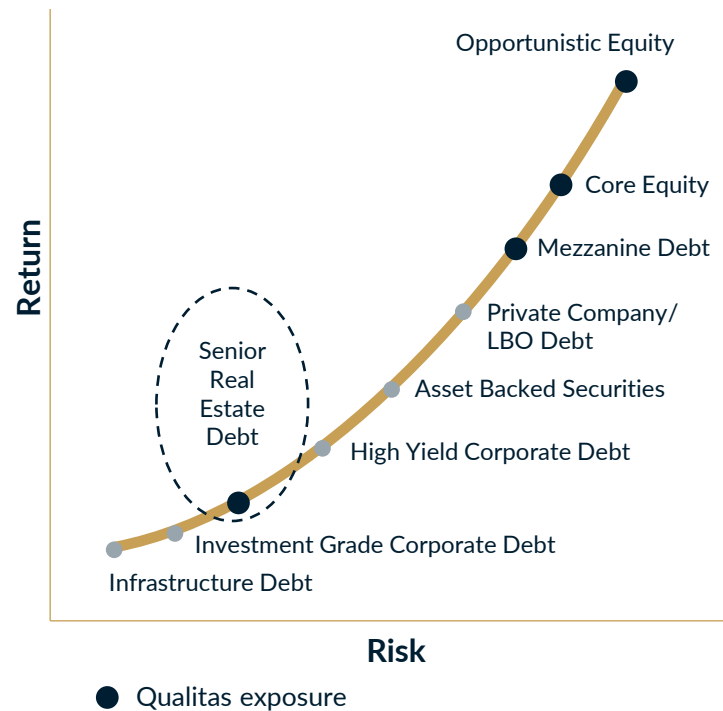 Opportunistic Equity
Core Equity
Mezzanine Debt
Return
Private Company/
LBO Debt
Senior
Real
Estate
Debt
Asset Backed Securities
High Yield Corporate Debt
Investment Grade Corporate Debt
Infrastructure Debt
Risk
Qualitas exposure